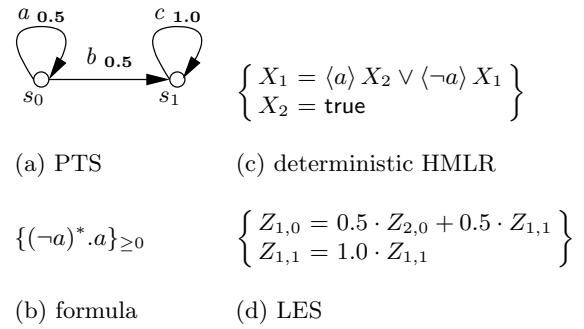 a 0.5
c 1.0
b 0.5
s₀
s₁
(a) PTS
{(¬a)*.a}≥0
(b) formula
{ X₁ = ⟨a⟩ X₂ ∨ ⟨¬a⟩ X₁
X₂ = true }
(c) deterministic HMLR
{ Z₁,₀ = 0.5 · Z₂,₀ + 0.5 · Z₁,₁
Z₁,₁ = 1.0 · Z₁,₁ }
(d) LES